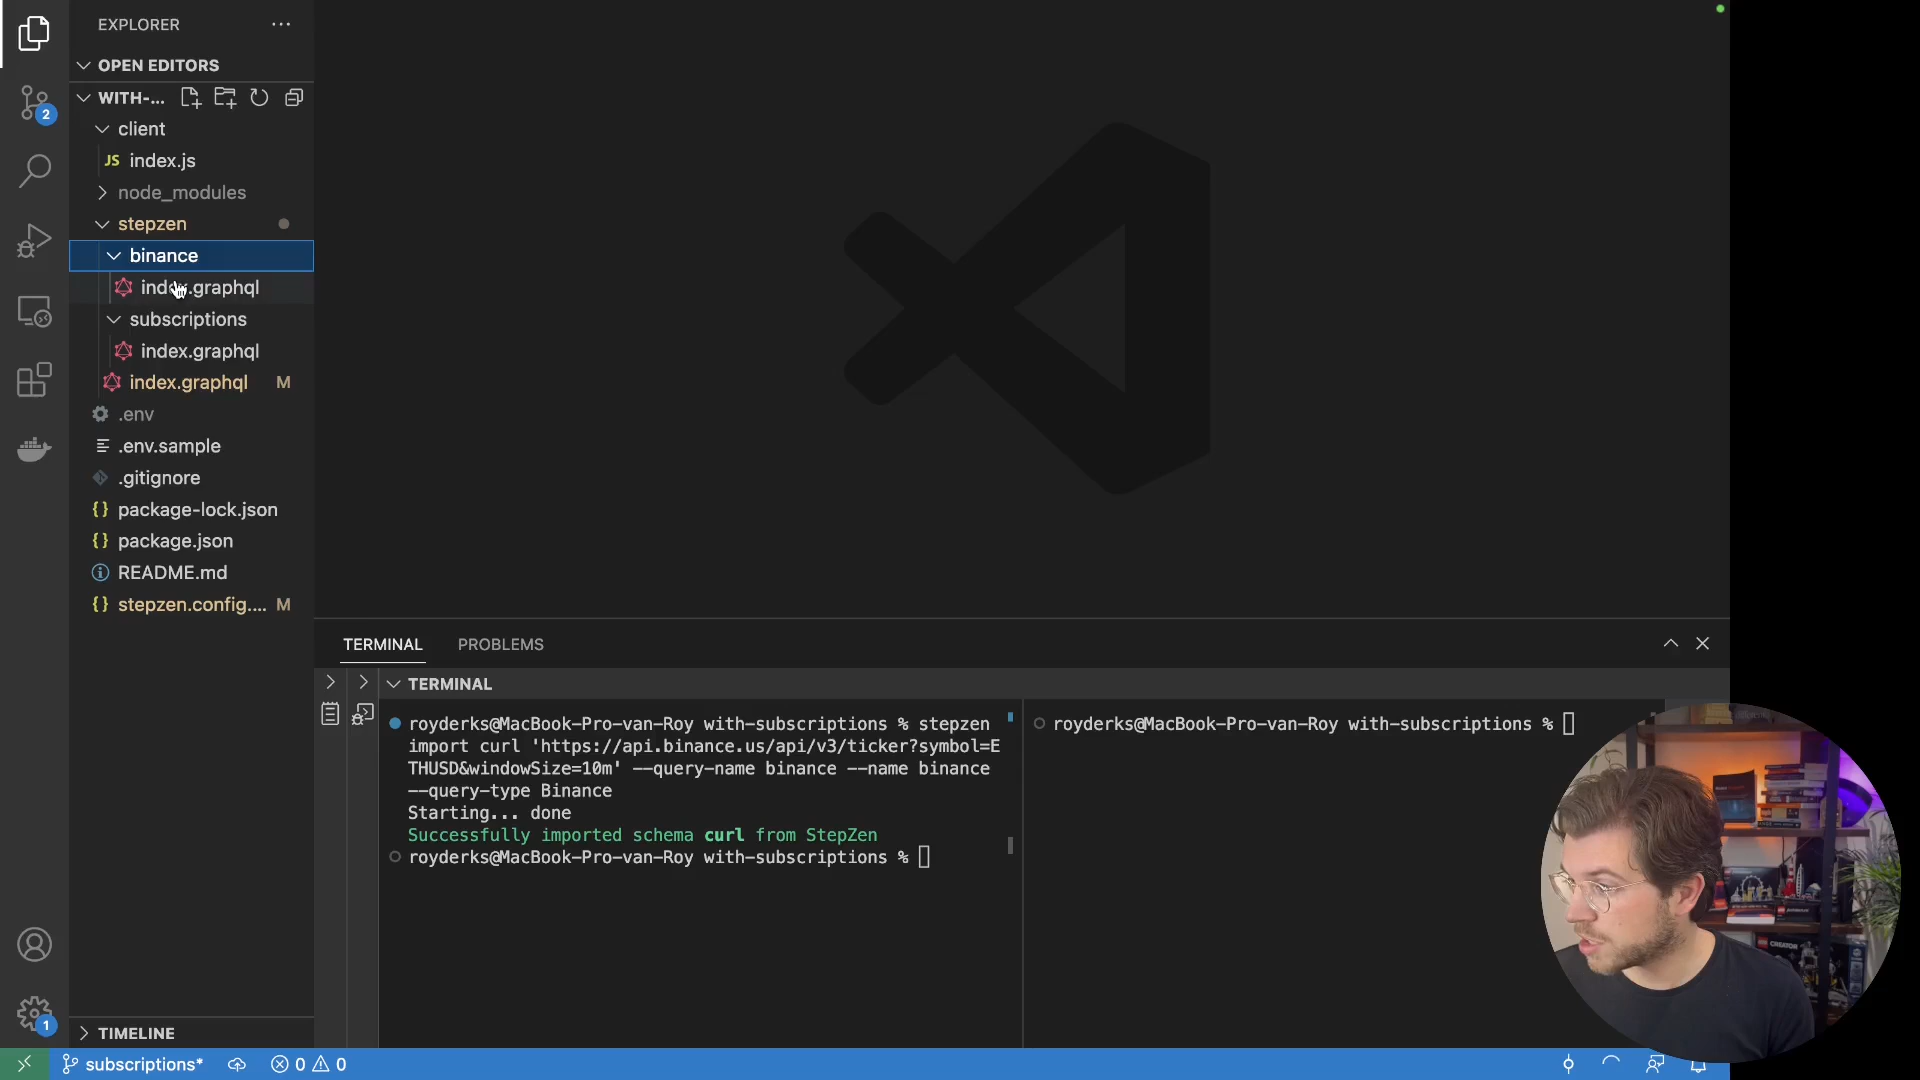 EXPLORER
OPEN EDITORS
WITH-...
client
JS index.js
node_modules
stepzen
binance
index.graphql
subscriptions
index.graphql
index.graphql M
.env
.env.sample
.gitignore
{} package-lock.json
{} package.json
README.md
{} stepzen.config.... M
TIMELINE
2
1
TERMINAL PROBLEMS
TERMINAL
royderks@MacBook-Pro-van-Roy with-subscriptions % stepzen
import curl 'https://api.binance.us/api/v3/ticker?symbol=E
THUSD&windowSize=10m' --query-name binance --name binance
--query-type Binance
Starting... done
Successfully imported schema curl from StepZen
royderks@MacBook-Pro-van-Roy with-subscriptions %
royderks@MacBook-Pro-van-Roy with-subscriptions %
subscriptions* 0 0